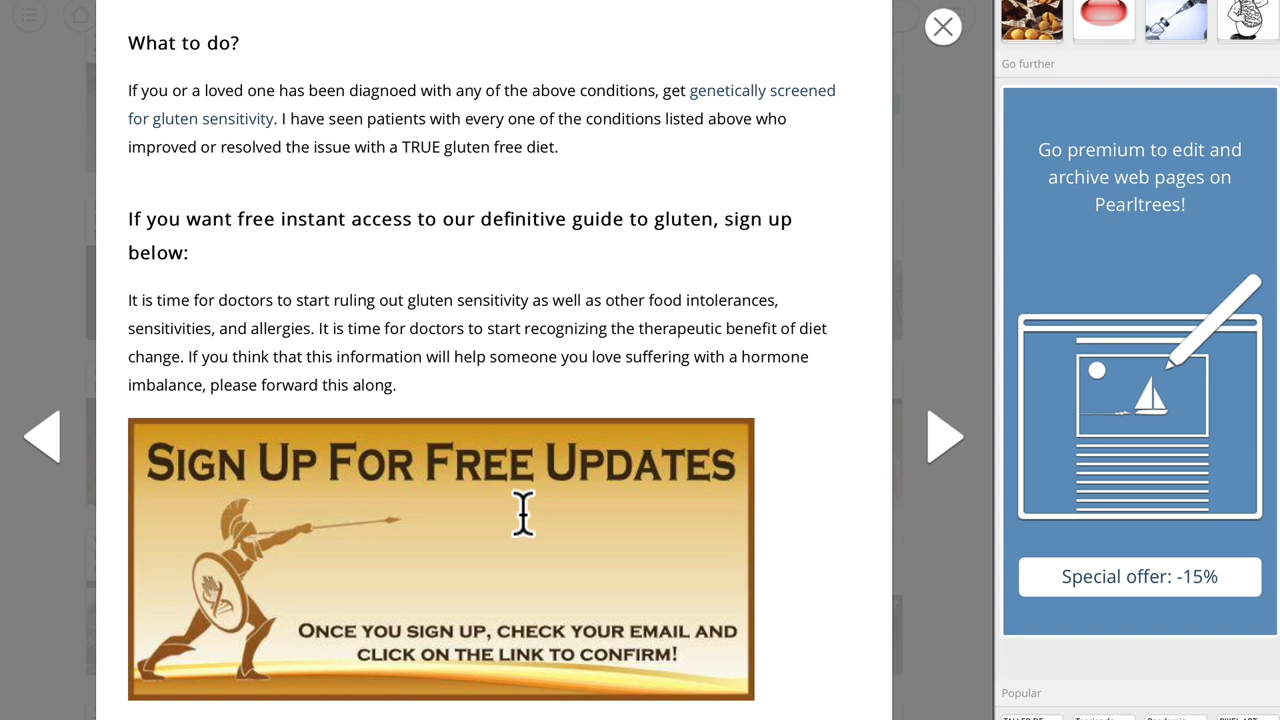 What to do?
If you or a loved one has been diagnoed with any of the above conditions, get genetically screened
for gluten sensitivity. I have seen patients with every one of the conditions listed above who
improved or resolved the issue with a TRUE gluten free diet.
If you want free instant access to our definitive guide to gluten, sign up
below:
It is time for doctors to start ruling out gluten sensitivity as well as other food intolerances,
sensitivities, and allergies. It is time for doctors to start recognizing the therapeutic benefit of diet
change. If you think that this information will help someone you love suffering with a hormone
imbalance, please forward this along.
SIGN UP FOR FREE UPDATES
ONCE YOU SIGN UP, CHECK YOUR EMAIL AND
CLICK ON THE LINK TO CONFIRM!
Go further
Go premium to edit and
archive web pages on
Pearltrees!
Special offer: -15%
Popular